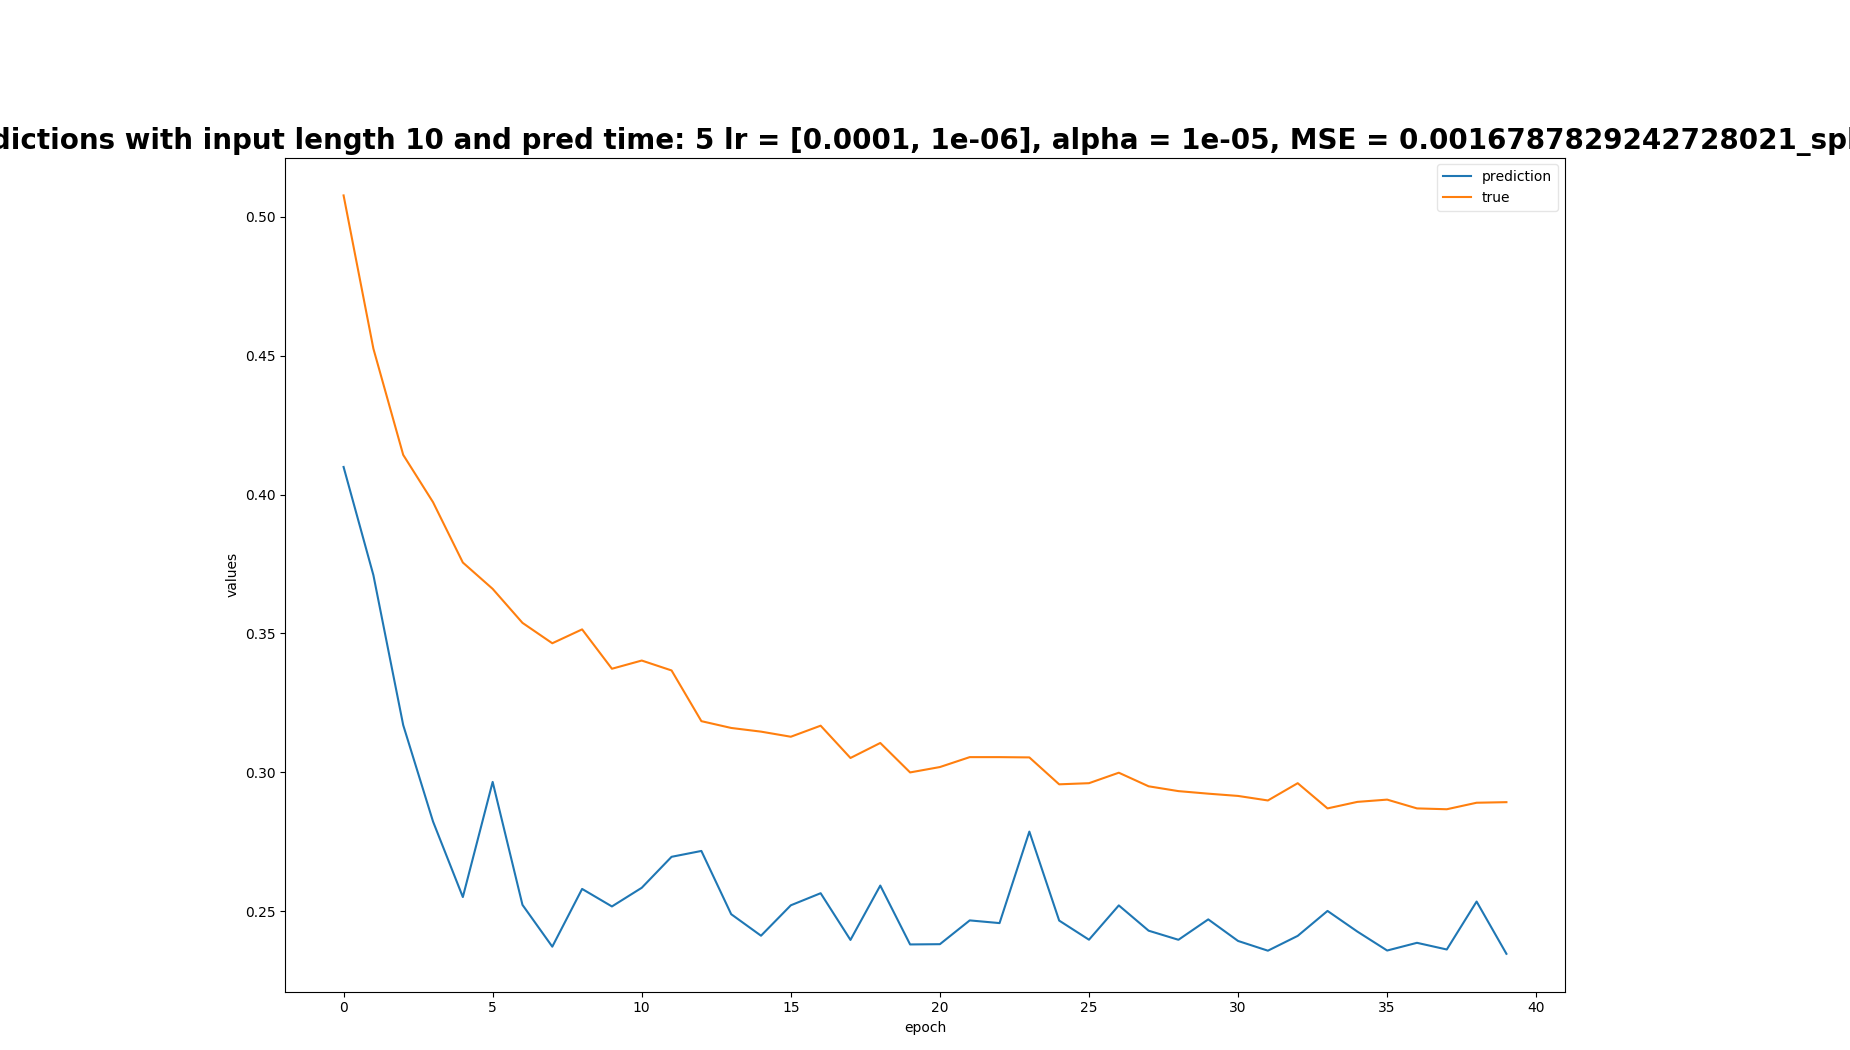 dictions with input length 10 and pred time: 5 lr = [0.0001, 1e-06], alpha = 1e-05, MSE = 0.0016787829242728021_spl
prediction
true
0.50
0.45
0.40
0.35
0.30
0.25
values
0 5 10 15 20 25 30 35 40
epoch